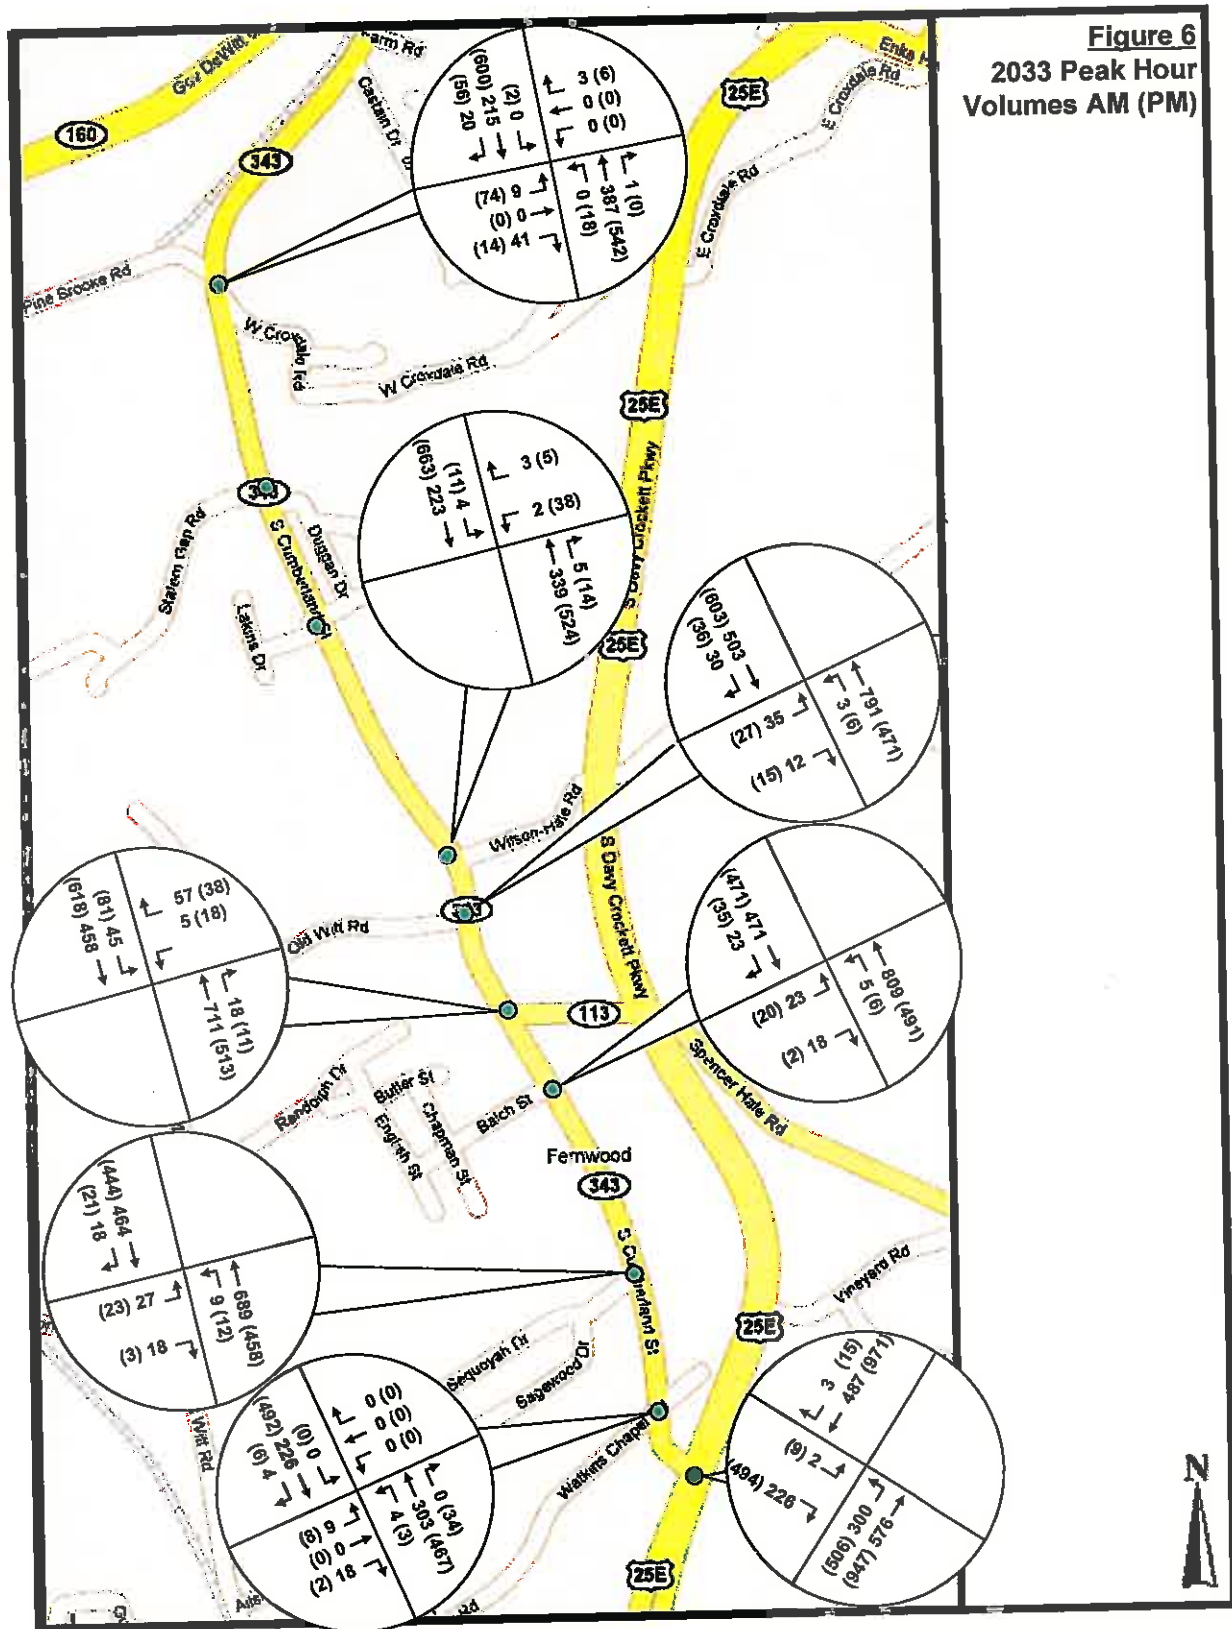 Figure 6
2033 Peak Hour
Volumes AM (PM)
Gov DeWitt
Farm Rd
160
343
25E
Enka
E Croxdale Rd
E Croxdale Rd
Pine Brooke Rd
W Croxdale Rd
W Croxdale Rd
3 (6)
0 (0)
0 (0)
(2) 0
(600) 215
(56) 20
1 (0)
387 (542)
0 (18)
(74) 9
(0) 0
(14) 41
25E
S Davy Crockett Pkwy
3 (5)
2 (38)
(11) 4
(663) 223
5 (14)
339 (524)
343
Statem Gap Rd
S Cumberland St
Duggan Dr
Lakins Dr
25E
(603) 503
(36) 30
791 (471)
3 (6)
(27) 35
(15) 12
Wilson-Hale Rd
S Davy Crockett Pkwy
343
Old Witt Rd
57 (38)
5 (18)
(81) 45
(618) 458
18 (11)
711 (513)
113
(471) 471
(35) 23
809 (491)
5 (6)
(20) 23
(2) 18
Spencer Hale Rd
Randolph Dr
Butler St
English St
Chapman St
Balch St
Fernwood
343
S Cumberland St
Vineyard Rd
25E
(444) 464
(21) 18
689 (458)
9 (12)
(23) 27
(3) 18
Sequoyah Dr
Sagewood Dr
Watkins Chapel
Witt Rd
0 (0)
0 (0)
0 (0)
(0) 0
(492) 226
(6) 4
0 (34)
303 (467)
4 (3)
(8) 9
(0) 0
(2) 18
3 (15)
487 (971)
(9) 2
(494) 226
(506) 300
(947) 576
25E
Rd
N